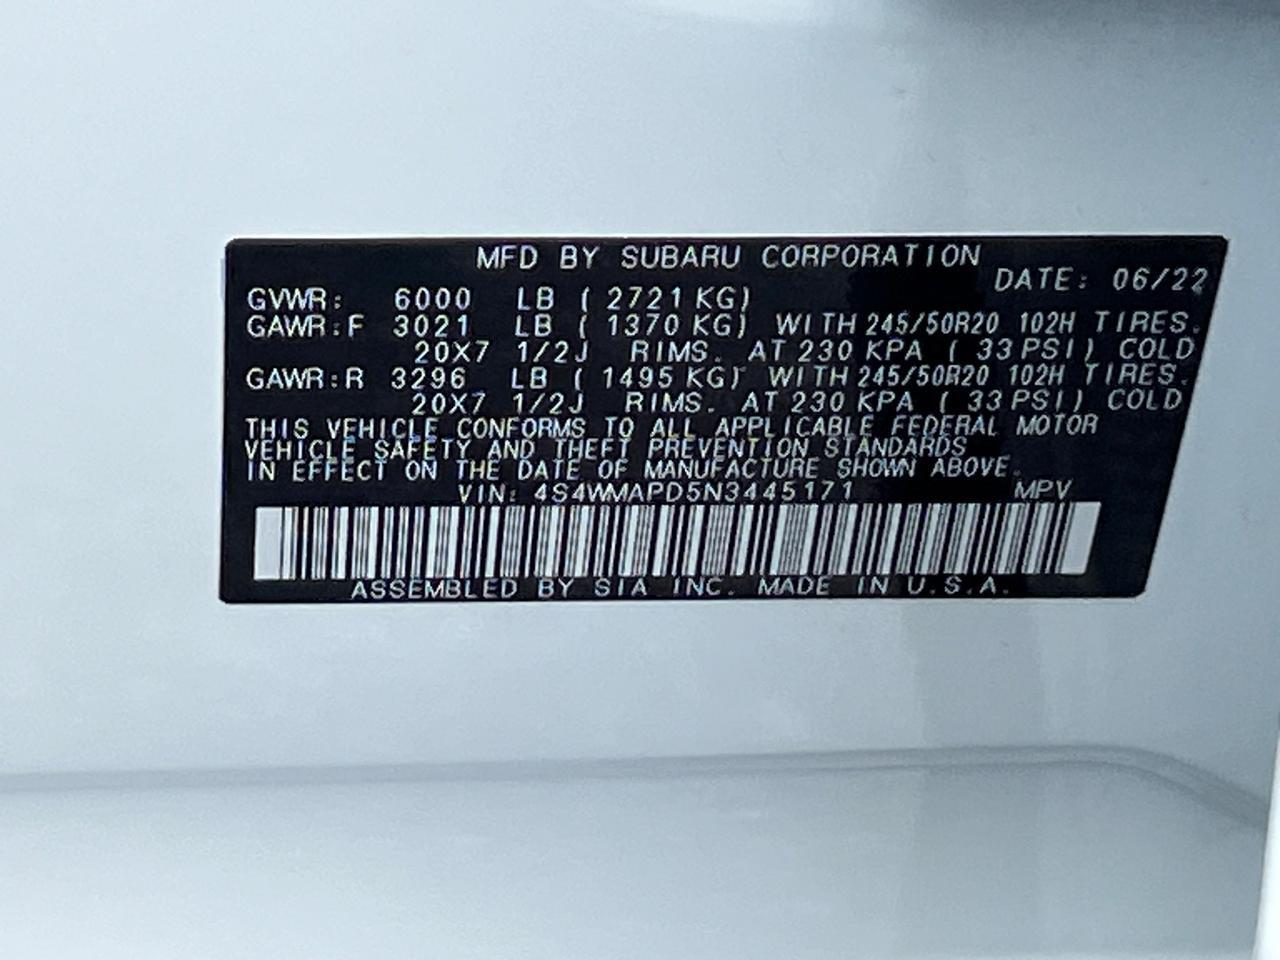 MFD BY SUBARU CORPORATION
DATE: 06/22
GVWR: 6000 LB ( 2721 KG)
GAWR:F 3021 LB ( 1370 KG) WITH 245/50R20 102H TIRES.
20X7 1/2J RIMS. AT 230 KPA ( 33 PSI) COLD
GAWR:R 3296 LB ( 1495 KG) WITH 245/50R20 102H TIRES.
20X7 1/2J RIMS. AT 230 KPA ( 33 PSI) COLD
THIS VEHICLE CONFORMS TO ALL APPLICABLE FEDERAL MOTOR
VEHICLE SAFETY AND THEFT PREVENTION STANDARDS
IN EFFECT ON THE DATE OF MANUFACTURE SHOWN ABOVE.
VIN: 4S4WMAPD5N3445171 MPV
ASSEMBLED BY SIA INC. MADE IN U.S.A.